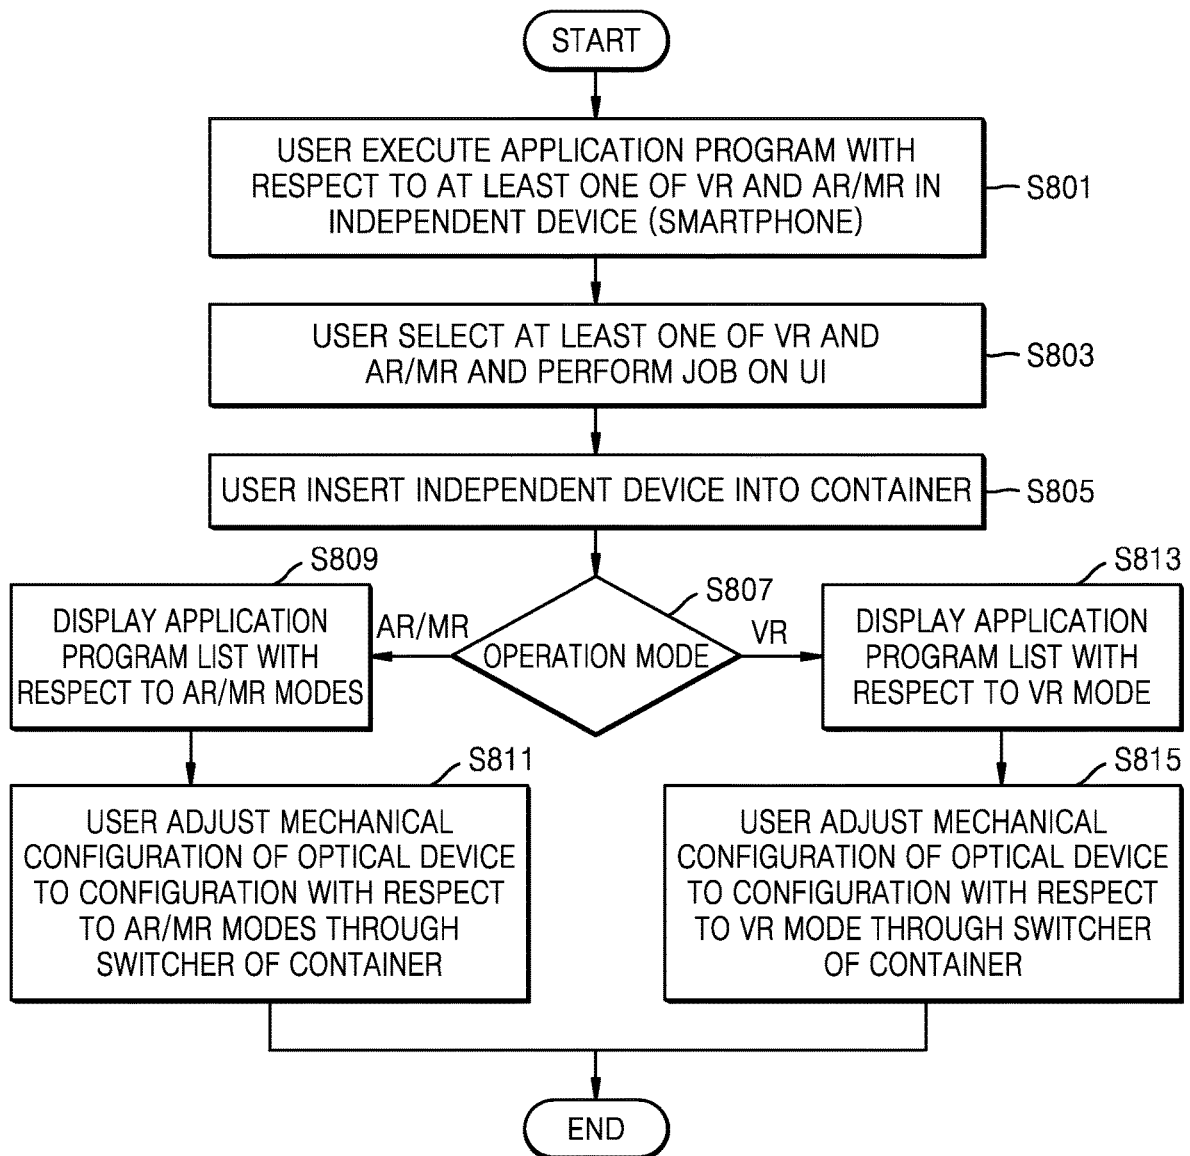 START
USER EXECUTE APPLICATION PROGRAM WITH
RESPECT TO AT LEAST ONE OF VR AND AR/MR IN
INDEPENDENT DEVICE (SMARTPHONE)
S801
USER SELECT AT LEAST ONE OF VR AND
AR/MR AND PERFORM JOB ON UI
S803
USER INSERT INDEPENDENT DEVICE INTO CONTAINER
S805
S807
OPERATION MODE
AR/MR
VR
S809
DISPLAY APPLICATION
PROGRAM LIST WITH
RESPECT TO AR/MR MODES
S811
USER ADJUST MECHANICAL
CONFIGURATION OF OPTICAL DEVICE
TO CONFIGURATION WITH RESPECT
TO AR/MR MODES THROUGH
SWITCHER OF CONTAINER
S813
DISPLAY APPLICATION
PROGRAM LIST WITH
RESPECT TO VR MODE
S815
USER ADJUST MECHANICAL
CONFIGURATION OF OPTICAL DEVICE
TO CONFIGURATION WITH RESPECT
TO VR MODE THROUGH SWITCHER
OF CONTAINER
END